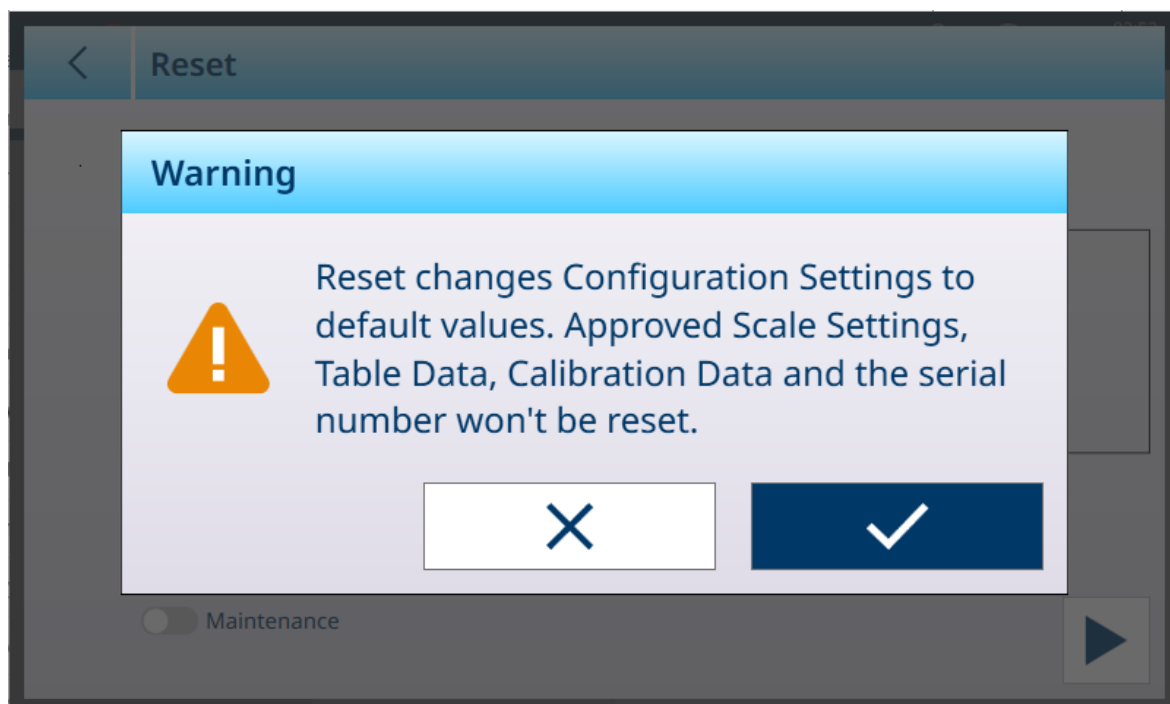 Reset
Warning
Reset changes Configuration Settings to
default values. Approved Scale Settings,
Table Data, Calibration Data and the serial
number won't be reset.
Maintenance